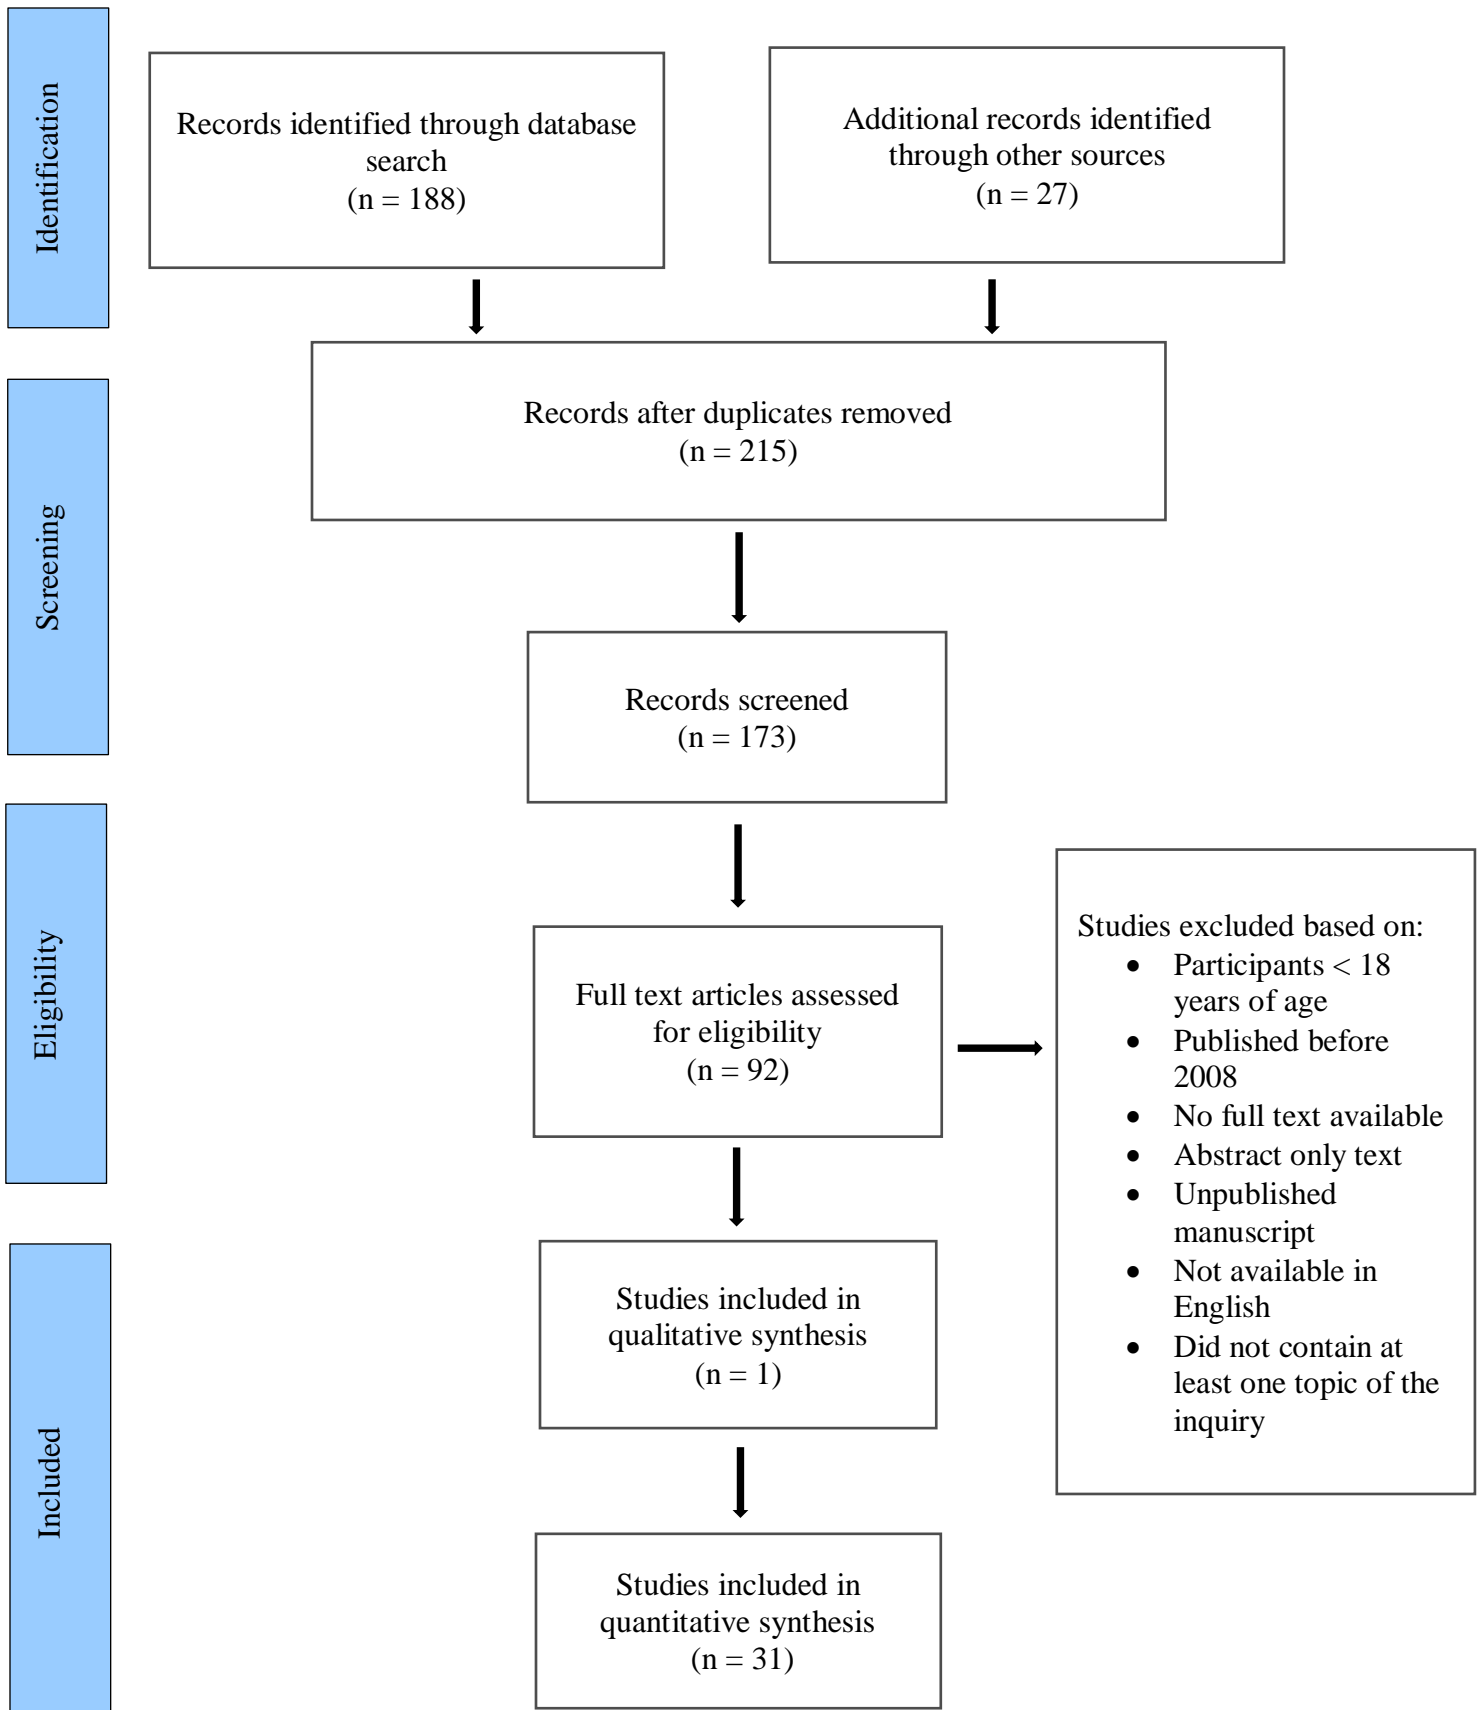 Identification
Records identified through database
search
(n = 188)
Additional records identified
through other sources
(n = 27)
Screening
Records after duplicates removed
(n = 215)
Records screened
(n = 173)
Eligibility
Full text articles assessed
for eligibility
(n = 92)
Studies excluded based on:
• Participants < 18
years of age
• Published before
2008
• No full text available
• Abstract only text
• Unpublished
manuscript
• Not available in
English
• Did not contain at
least one topic of the
inquiry
Included
Studies included in
qualitative synthesis
(n = 1)
Studies included in
quantitative synthesis
(n = 31)